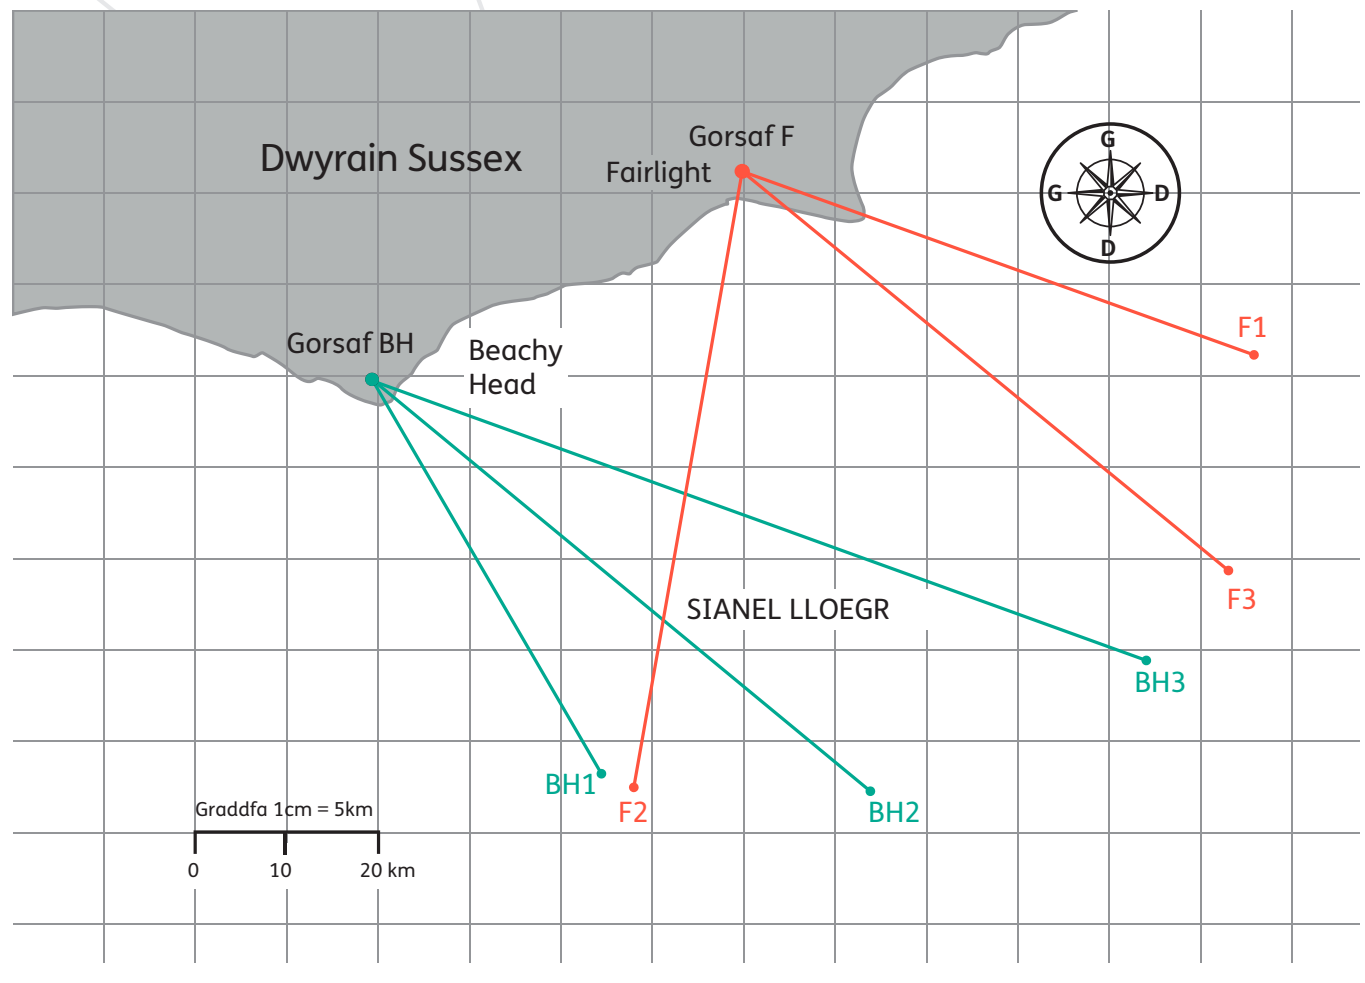 Gorsaf F
Dwyrain Sussex
Fairlight
G
G D
D
F1
Gorsaf BH
Beachy
Head
F3
SIANEL LLOEGR
BH3
BH1
F2
BH2
Graddfa 1cm = 5km
0 10 20 km